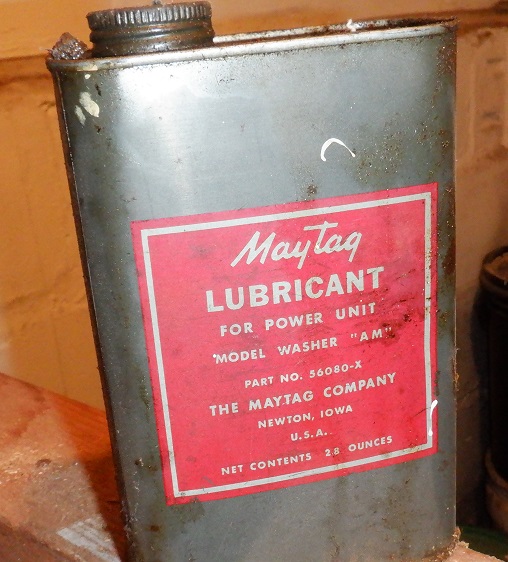 Maytag
LUBRICANT
FOR POWER UNIT
MODEL WASHER "AM"
PART NO. 56080-X
THE MAYTAG COMPANY
NEWTON, IOWA
U.S.A.
NET CONTENTS 28 OUNCES